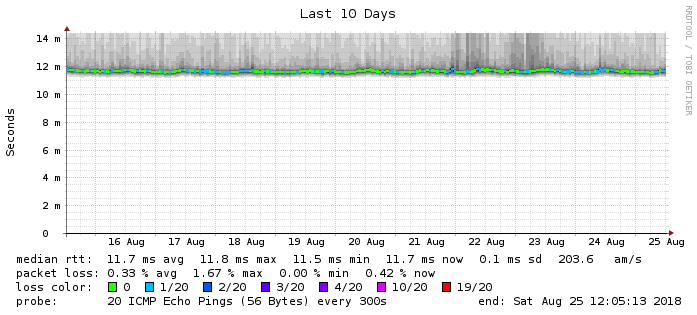 Last 10 Days
RRDTOOL / TOBI OETIKER
Seconds
14 m
12 m
10 m
8 m
6 m
4 m
2 m
0
16 Aug 17 Aug 18 Aug 19 Aug 20 Aug 21 Aug 22 Aug 23 Aug 24 Aug 25 Aug
median rtt: 11.7 ms avg 11.8 ms max 11.5 ms min 11.7 ms now 0.1 ms sd 203.6 am/s
packet loss: 0.33 % avg 1.67 % max 0.00 % min 0.42 % now
loss color: 0 1/20 2/20 3/20 4/20 10/20 19/20
probe: 20 ICMP Echo Pings (56 Bytes) every 300s end: Sat Aug 25 12:05:13 2018